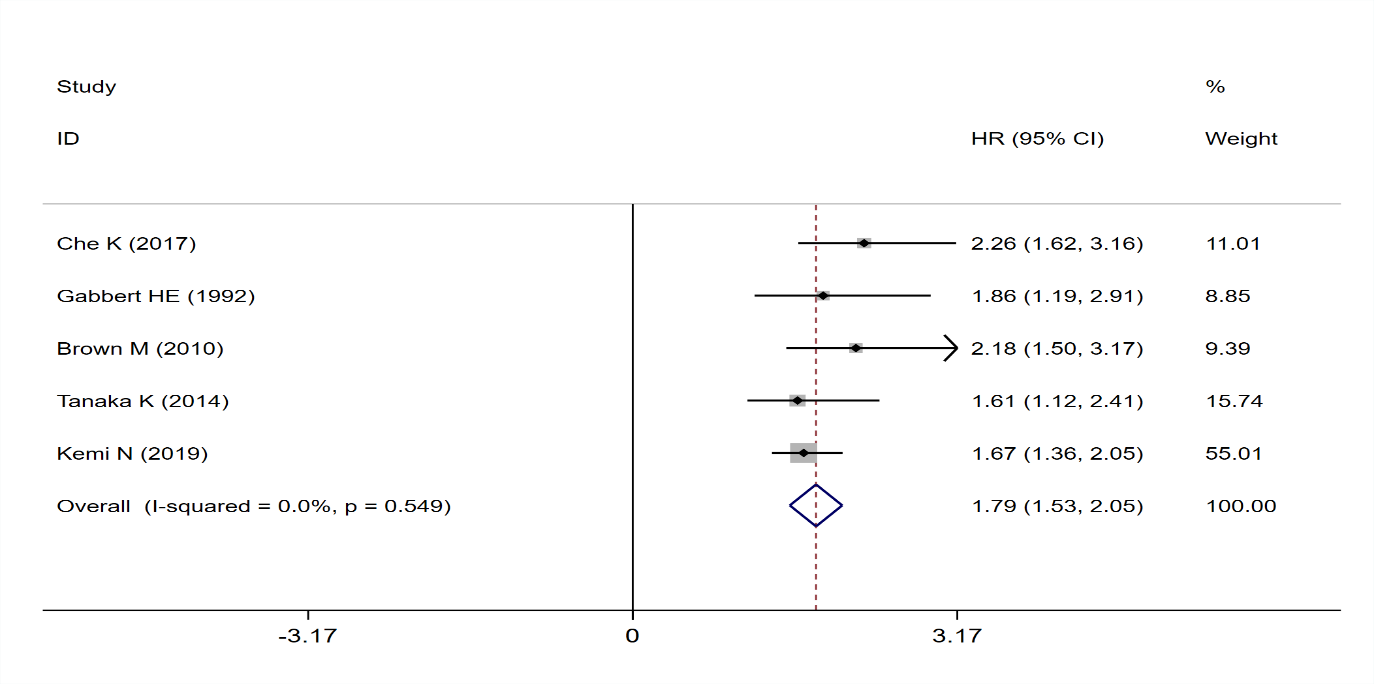 Study %
ID HR (95% CI) Weight
Che K (2017) 2.26 (1.62, 3.16) 11.01
Gabbert HE (1992) 1.86 (1.19, 2.91) 8.85
Brown M (2010) 2.18 (1.50, 3.17) 9.39
Tanaka K (2014) 1.61 (1.12, 2.41) 15.74
Kemi N (2019) 1.67 (1.36, 2.05) 55.01
Overall (I-squared = 0.0%, p = 0.549) 1.79 (1.53, 2.05) 100.00
-3.17 0 3.17